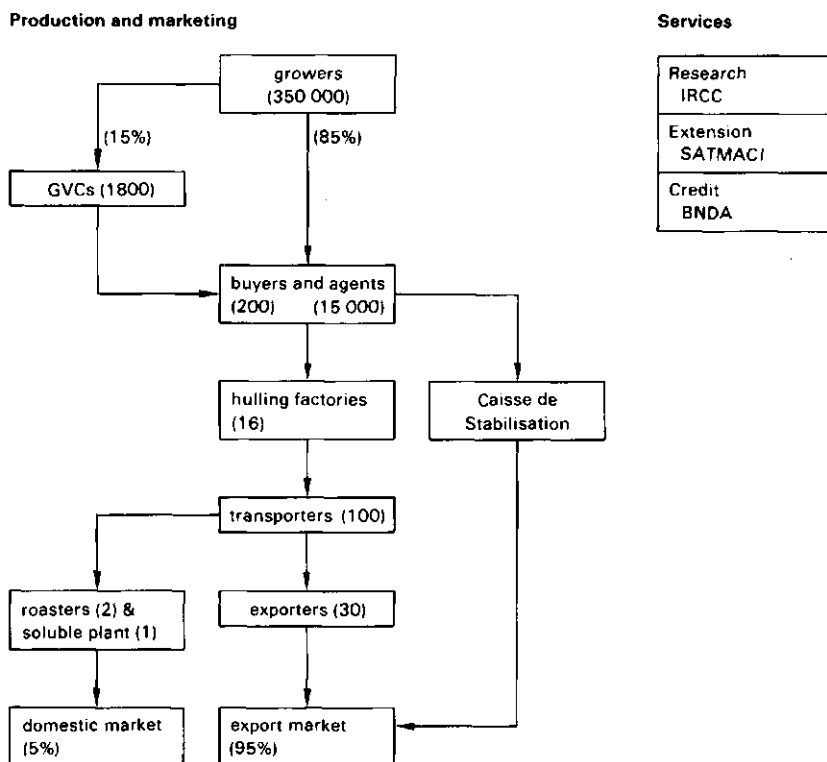 Production and marketing
Services
growers
(350 000)
Research
IRCC
Extension
SATMACI
Credit
BNDA
(15%)
(85%)
GVCs (1800)
buyers and agents
(200) (15 000)
hulling factories
(16)
Caisse de
Stabilisation
transporters (100)
roasters (2) &
soluble plant (1)
exporters (30)
domestic market
(5%)
export market
(95%)